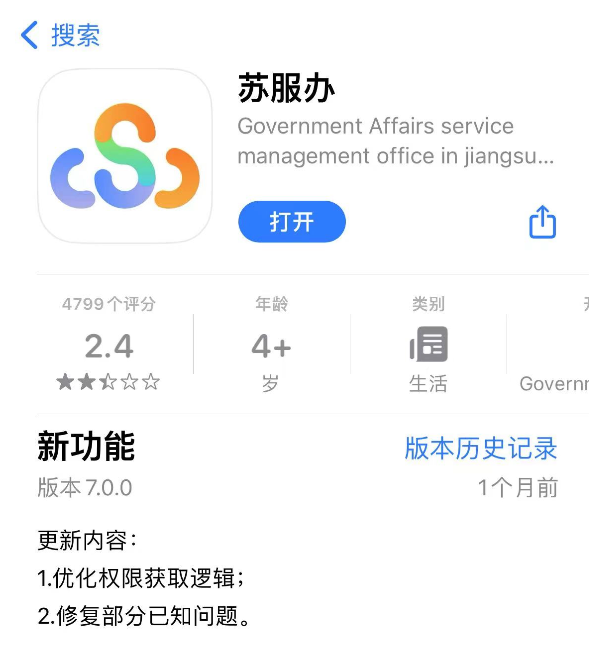 搜索
苏服办
Government Affairs service
management office in jiangsu...
打开
4799个评分
年龄
类别
2.4
4+
岁
生活
Governn
新功能
版本历史记录
版本 7.0.0
1个月前
更新内容：
1.优化权限获取逻辑；
2.修复部分已知问题。